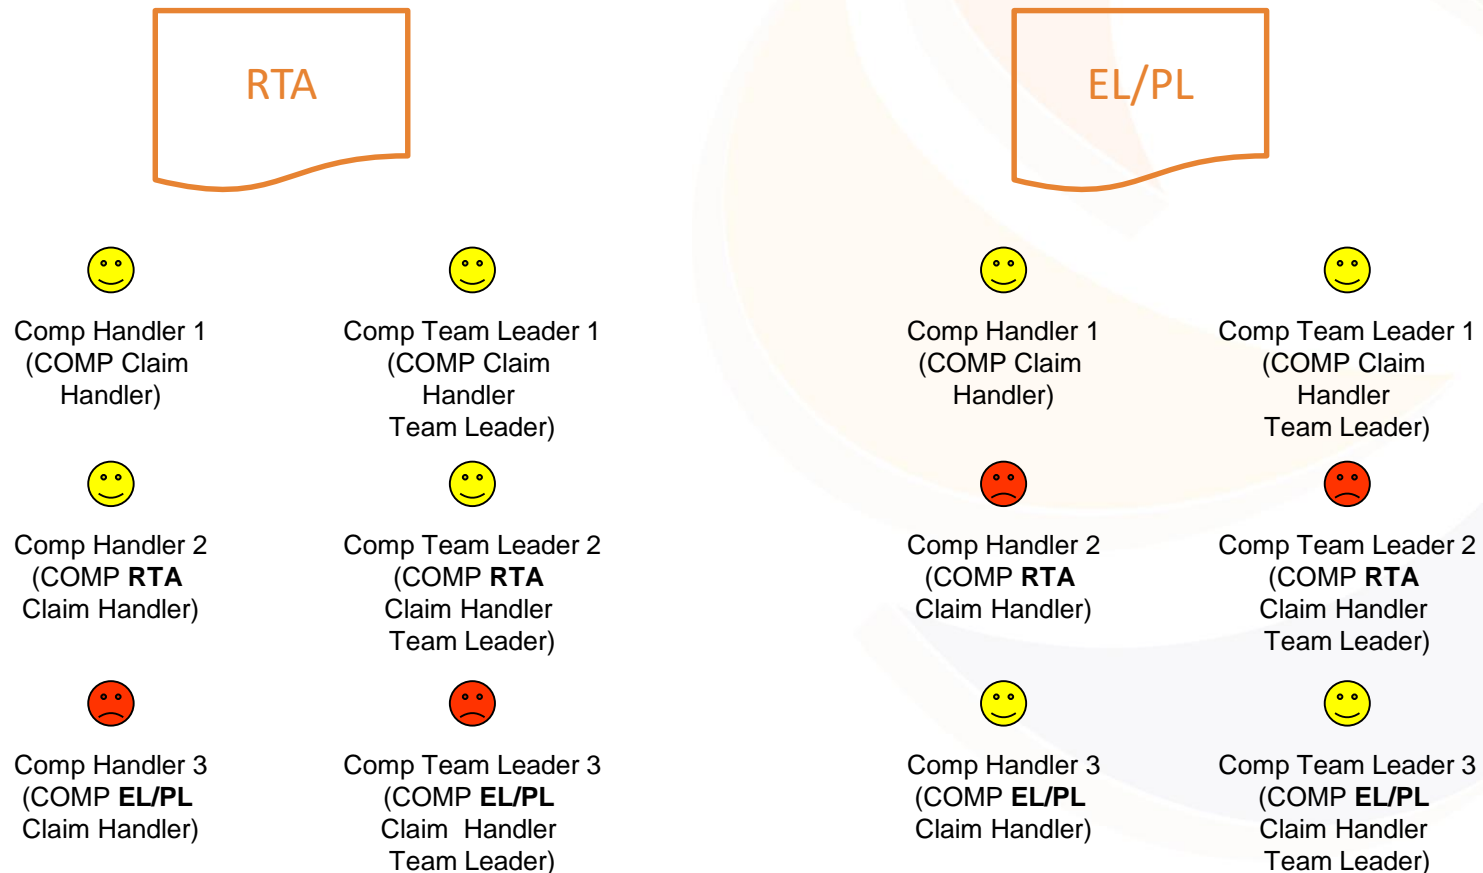 RTA
EL/PL
Comp Handler 1
(COMP Claim
Handler)
Comp Team Leader 1
(COMP Claim
Handler
Team Leader)
Comp Handler 1
(COMP Claim
Handler)
Comp Team Leader 1
(COMP Claim
Handler
Team Leader)
Comp Handler 2
(COMP RTA
Claim Handler)
Comp Team Leader 2
(COMP RTA
Claim Handler
Team Leader)
Comp Handler 2
(COMP RTA
Claim Handler)
Comp Team Leader 2
(COMP RTA
Claim Handler
Team Leader)
Comp Handler 3
(COMP EL/PL
Claim Handler)
Comp Team Leader 3
(COMP EL/PL
Claim Handler
Team Leader)
Comp Handler 3
(COMP EL/PL
Claim Handler)
Comp Team Leader 3
(COMP EL/PL
Claim Handler
Team Leader)